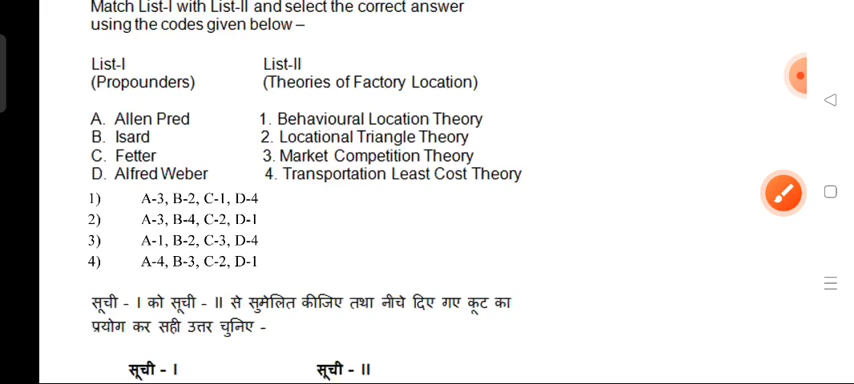 Match List-I with List-II and select the correct answer
using the codes given below –
List-I List-II
(Propounders) (Theories of Factory Location)
A. Allen Pred 1. Behavioural Location Theory
B. Isard 2. Locational Triangle Theory
C. Fetter 3. Market Competition Theory
D. Alfred Weber 4. Transportation Least Cost Theory
1) A-3, B-2, C-1, D-4
2) A-3, B-4, C-2, D-1
3) A-1, B-2, C-3, D-4
4) A-4, B-3, C-2, D-1
सूची - I को सूची - II से सुमेलित कीजिए तथा नीचे दिए गए कूट का
प्रयोग कर सही उत्तर चुनिए -
सूची - I सूची - II